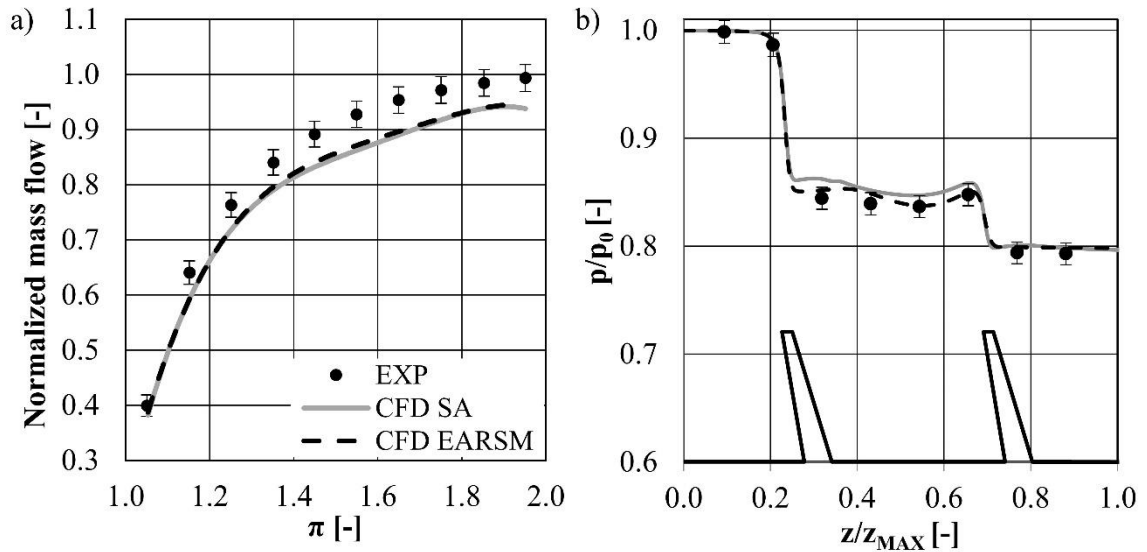 a)
Normalized mass flow [-]
1.1
1.0
0.9
0.8
0.7
0.6
0.5
0.4
0.3
EXP
CFD SA
CFD EARSM
1.0 1.2 1.4 1.6 1.8 2.0
π [-]
b)
p/p₀ [-]
1.0
0.9
0.8
0.7
0.6
0.0 0.2 0.4 0.6 0.8 1.0
z/z_MAX [-]